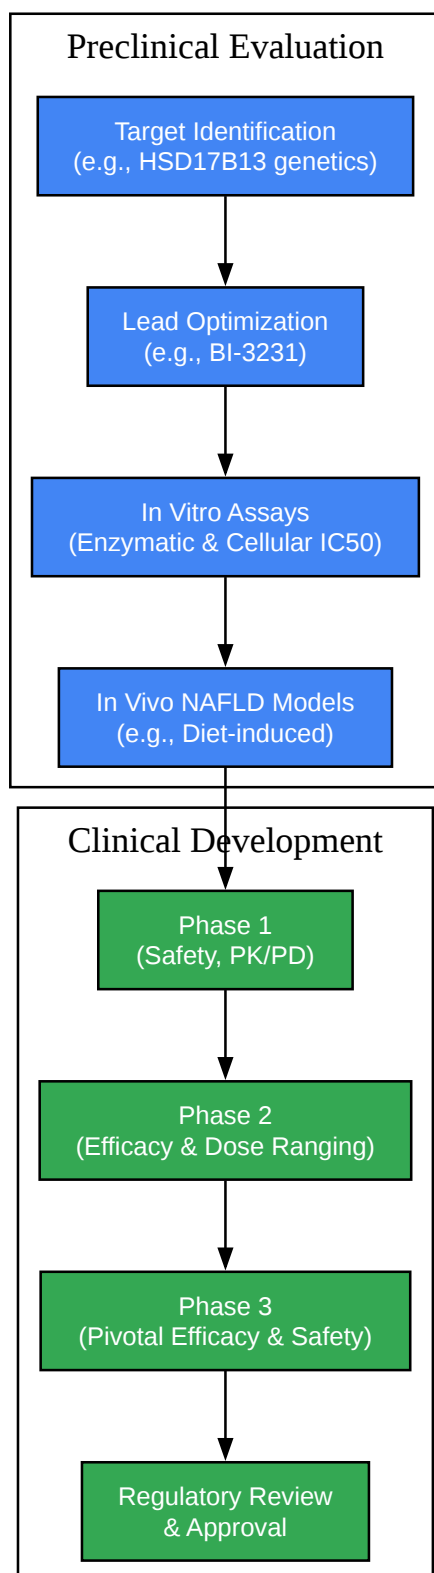 Preclinical Evaluation
Target Identification
(e.g., HSD17B13 genetics)
Lead Optimization
(e.g., BI-3231)
In Vitro Assays
(Enzymatic & Cellular IC50)
In Vivo NAFLD Models
(e.g., Diet-induced)
Clinical Development
Phase 1
(Safety, PK/PD)
Phase 2
(Efficacy & Dose Ranging)
Phase 3
(Pivotal Efficacy & Safety)
Regulatory Review
& Approval